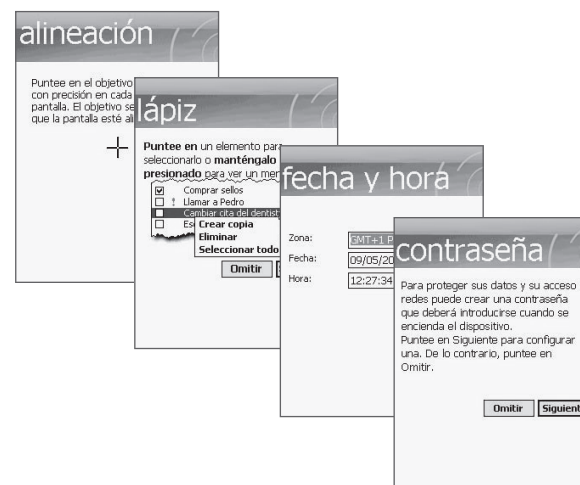 alineación
Puntee en el objetivo
con precisión en cada
pantalla. El objetivo se
que la pantalla esté
lápiz
Puntee en un elemento para
seleccionarlo o manténgalo
presionado para ver un
Comprar sellos
! Llamar a Pedro
Cambiar cita del
Crear copia
Eliminar
Seleccionar todo
Omitir
fecha y hora
Zona: GMT+1
Fecha: 09/05/20
Hora: 12:27:34
contraseña
Para proteger sus datos y su acceso
redes puede crear una contraseña
que deberá introducirse cuando se
encienda el dispositivo.
Puntee en Siguiente para configurar
una. De lo contrario, puntee en
Omitir.
Omitir